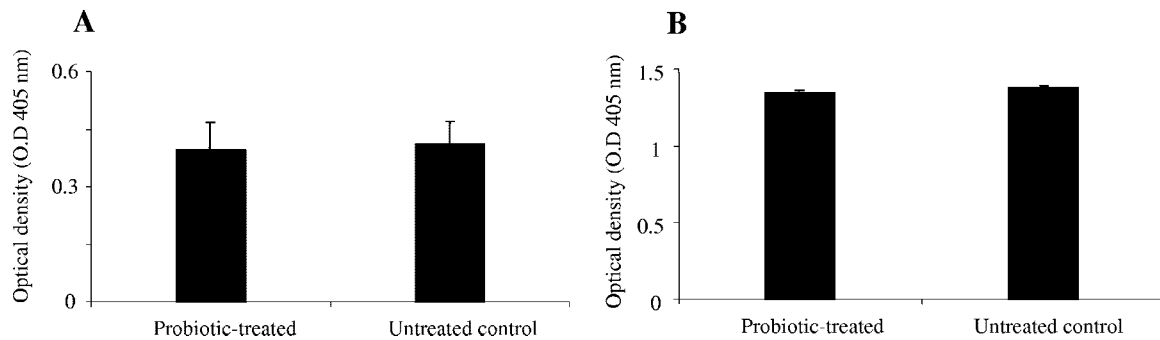 A
Optical density (O.D 405 nm)
0.6
0.3
0
Probiotic-treated
Untreated control
B
Optical density (O.D 405 nm)
1.5
1
0.5
0
Probiotic-treated
Untreated control